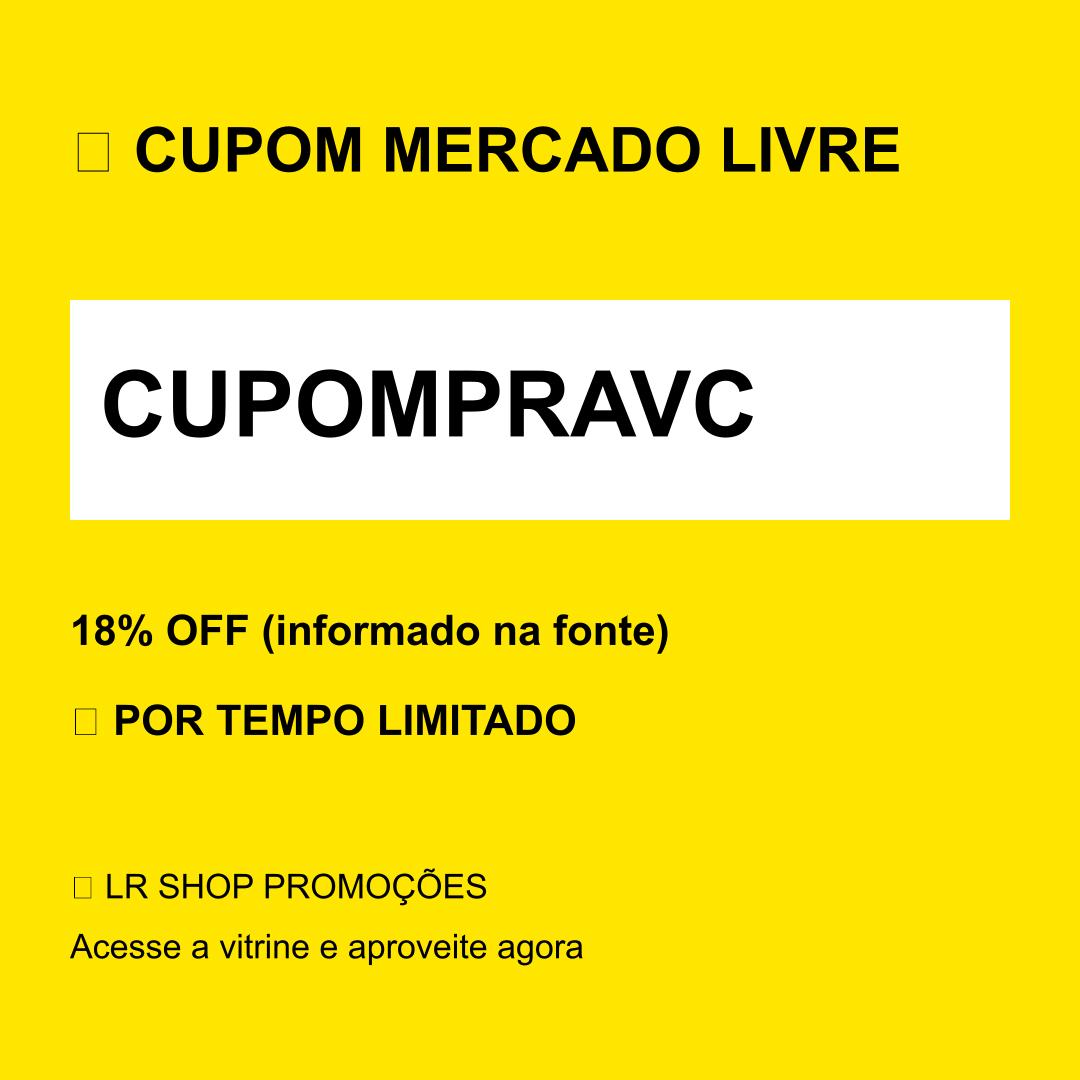 □ CUPOM MERCADO LIVRE
CUPOMPRAVC
18% OFF (informado na fonte)
□ POR TEMPO LIMITADO
□ LR SHOP PROMOÇÕES
Acesse a vitrine e aproveite agora